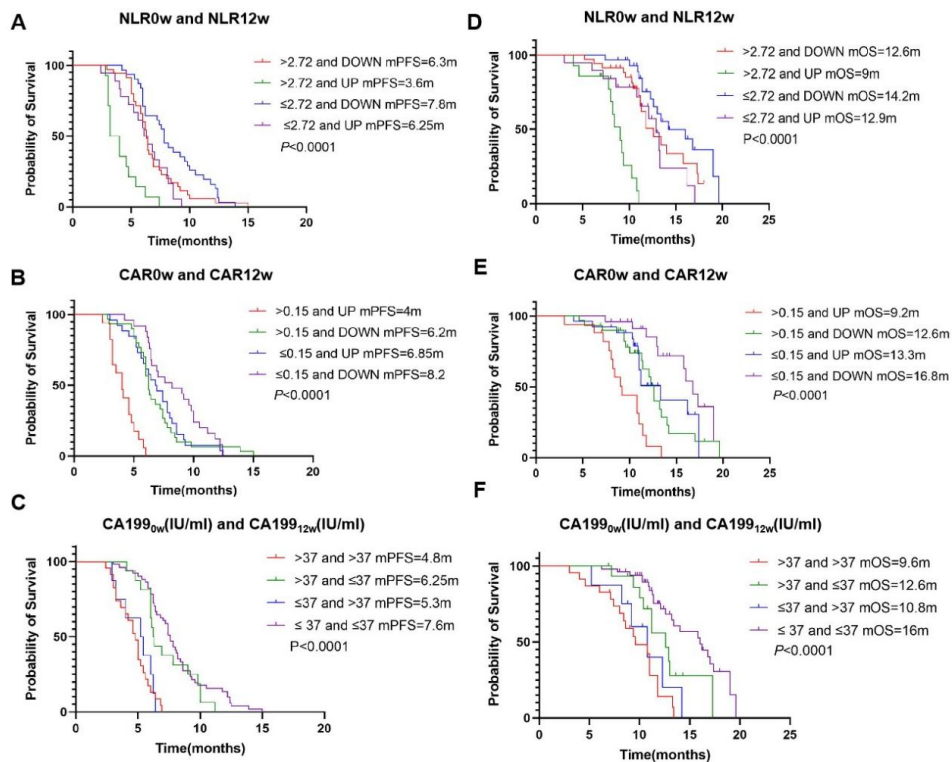 A
NLR0w and NLR12w
Probability of Survival
100
50
0
0 5 10 15 20
Time(months)
>2.72 and DOWN mPFS=6.3m
>2.72 and UP mPFS=3.6m
≤2.72 and DOWN mPFS=7.8m
≤2.72 and UP mPFS=6.25m
P<0.0001
D
NLR0w and NLR12w
Probability of Survival
100
50
0
0 5 10 15 20 25
Time(months)
>2.72 and DOWN mOS=12.6m
>2.72 and UP mOS=9m
≤2.72 and DOWN mOS=14.2m
≤2.72 and UP mOS=12.9m
P<0.0001
B
CAR0w and CAR12w
Probability of Survival
100
50
0
0 5 10 15 20
Time(months)
>0.15 and UP mPFS=4m
>0.15 and DOWN mPFS=6.2m
≤0.15 and UP mPFS=6.85m
≤0.15 and DOWN mPFS=8.2
P<0.0001
E
CAR0w and CAR12w
Probability of Survival
100
50
0
0 5 10 15 20 25
Time(months)
>0.15 and UP mOS=9.2m
>0.15 and DOWN mOS=12.6m
≤0.15 and UP mOS=13.3m
≤0.15 and DOWN mOS=16.8m
P<0.0001
C
CA199₀w(IU/ml) and CA199₁₂w(IU/ml)
Probability of Survival
100
50
0
0 5 10 15 20
Time(months)
>37 and >37 mPFS=4.8m
>37 and ≤37 mPFS=6.25m
≤37 and >37 mPFS=5.3m
≤ 37 and ≤37 mPFS=7.6m
P<0.0001
F
CA199₀w(IU/ml) and CA199₁₂w(IU/ml)
Probability of Survival
100
50
0
0 5 10 15 20 25
Time(months)
>37 and >37 mOS=9.6m
>37 and ≤37 mOS=12.6m
≤37 and >37 mOS=10.8m
≤ 37 and ≤37 mOS=16m
P<0.0001